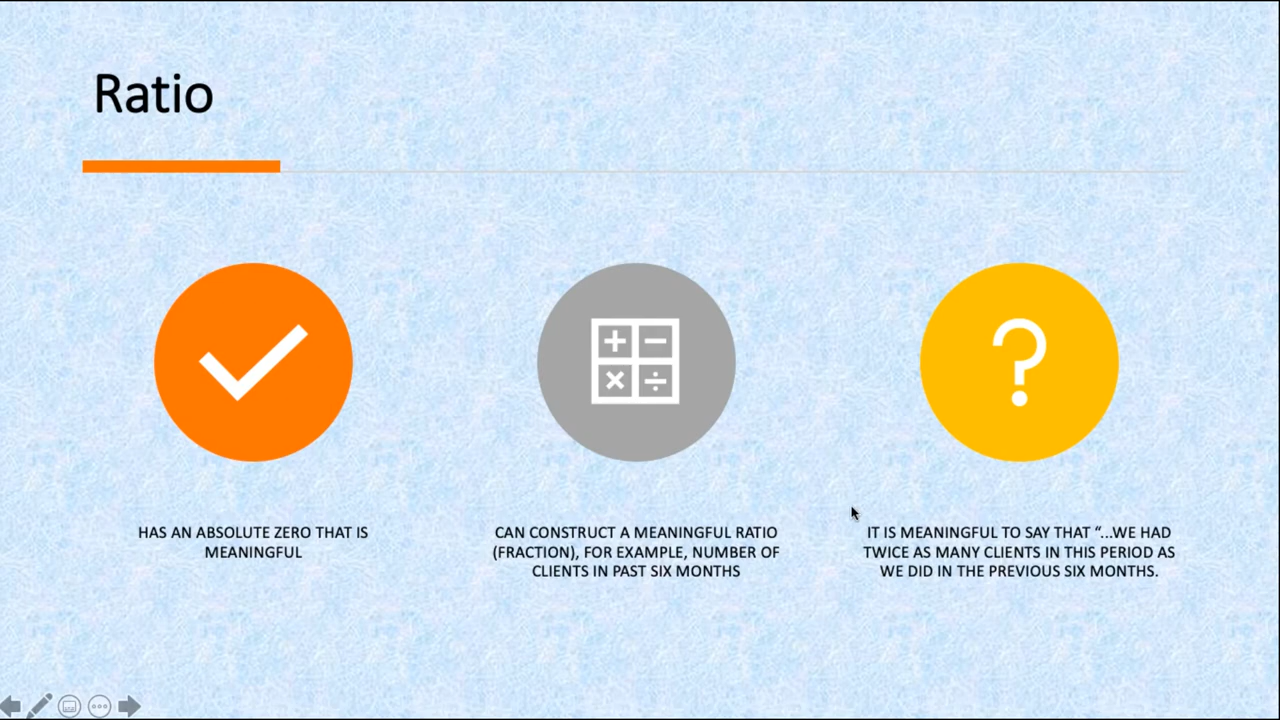 Ratio
HAS AN ABSOLUTE ZERO THAT IS
MEANINGFUL
CAN CONSTRUCT A MEANINGFUL RATIO
(FRACTION), FOR EXAMPLE, NUMBER OF
CLIENTS IN PAST SIX MONTHS
IT IS MEANINGFUL TO SAY THAT “...WE HAD
TWICE AS MANY CLIENTS IN THIS PERIOD AS
WE DID IN THE PREVIOUS SIX MONTHS.